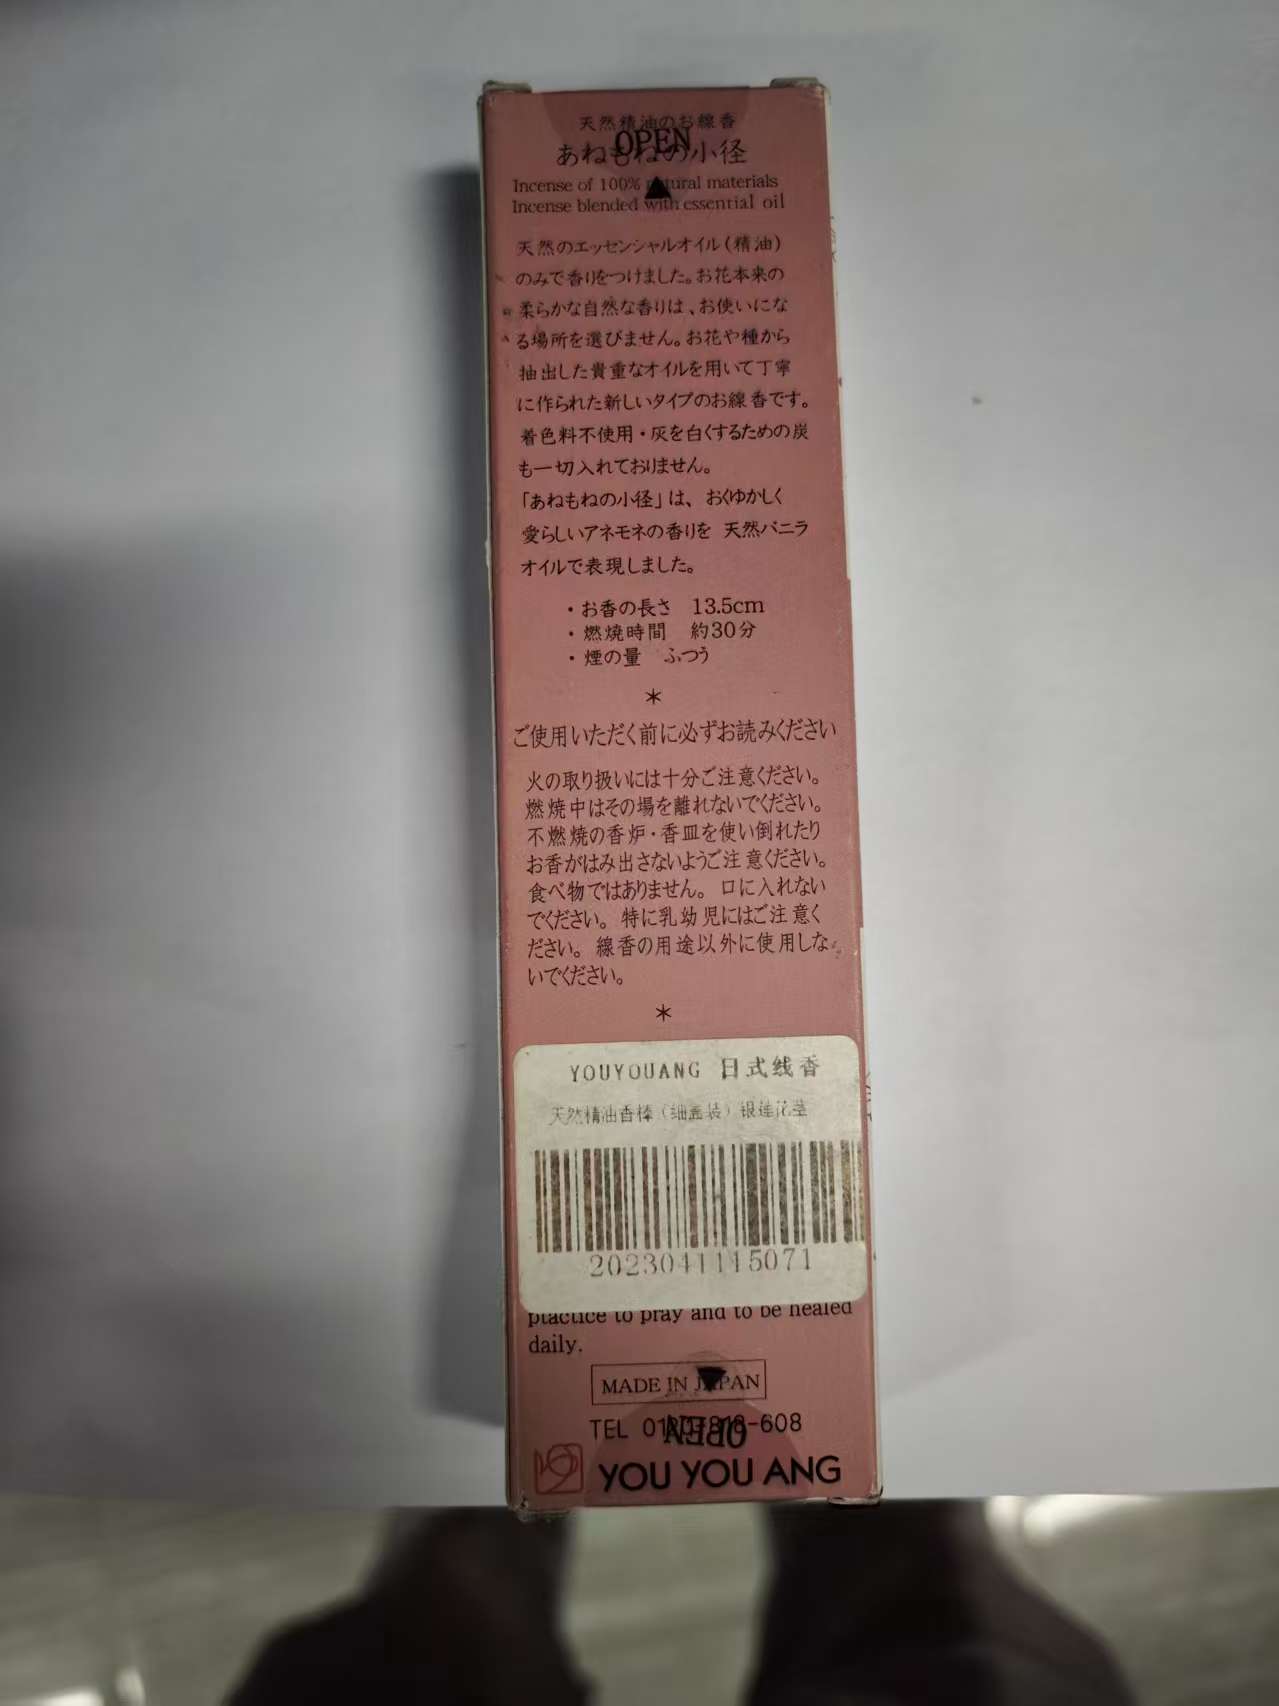 天然精油のお線香
OPEN
あねもねの小径
Incense of 100% natural materials
Incense blended with essential oil
天然のエッセンシャルオイル(精油)
のみで香りをつけました。お花本来の
柔らかな自然な香りは、お使いにな
る場所を選びません。お花や種から
抽出した貴重なオイルを用いて丁寧
に作られた新しいタイプのお線香です。
着色料不使用・灰を白くするための炭
も一切入れておりません。
「あねもねの小径」は、おくゆかしく
愛らしいアネモネの香りを 天然バニラ
オイルで表現しました。
・お香の長さ 13.5cm
・燃焼時間 約30分
・煙の量 ふつう
*
ご使用いただく前に必ずお読みください
火の取り扱いには十分ご注意ください。
燃焼中はその場を離れないでください。
不燃焼の香炉・香皿を使い倒れたり
お香がはみ出さないようご注意ください。
食べ物ではありません。口に入れない
でください。特に乳幼児にはご注意く
ださい。線香の用途以外に使用しな
いでください。
*
YOUYOUANG 日式线香
天然精油香棒（细盒装）银莲花茎
2023041115071
ptactice to pray and to be healed
daily.
MADE IN JAPAN
TEL 818-608
OPEN
YOU YOU ANG